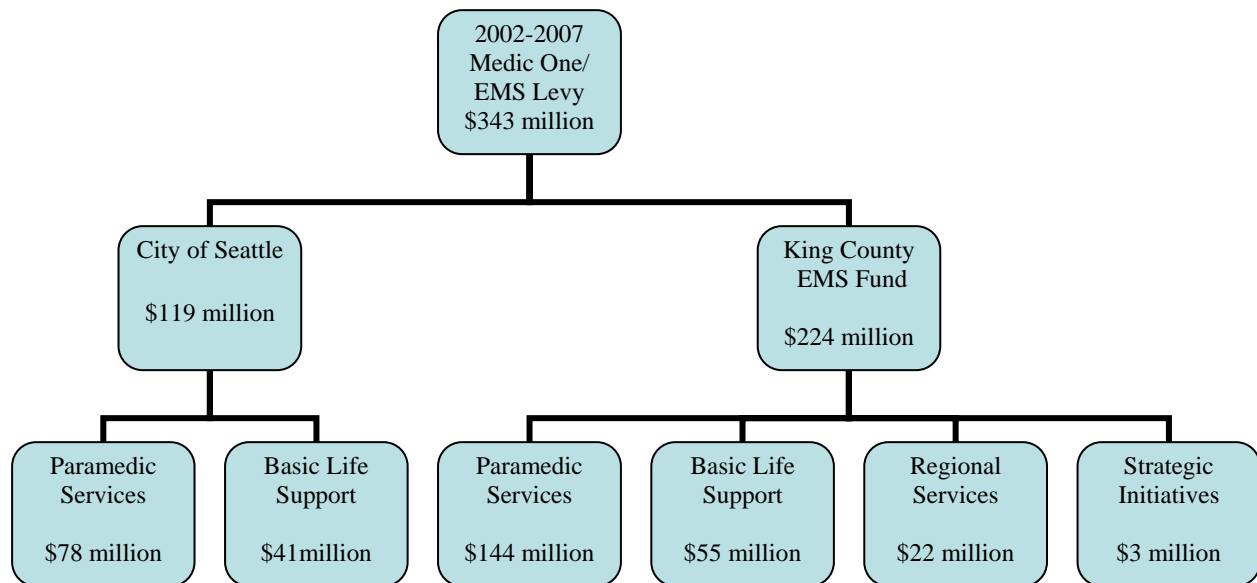 2002-2007
Medic One/
EMS Levy
$343 million
City of Seattle
$119 million
King County
EMS Fund
$224 million
Paramedic
Services
$78 million
Basic Life
Support
$41million
Paramedic
Services
$144 million
Basic Life
Support
$55 million
Regional
Services
$22 million
Strategic
Initiatives
$3 million